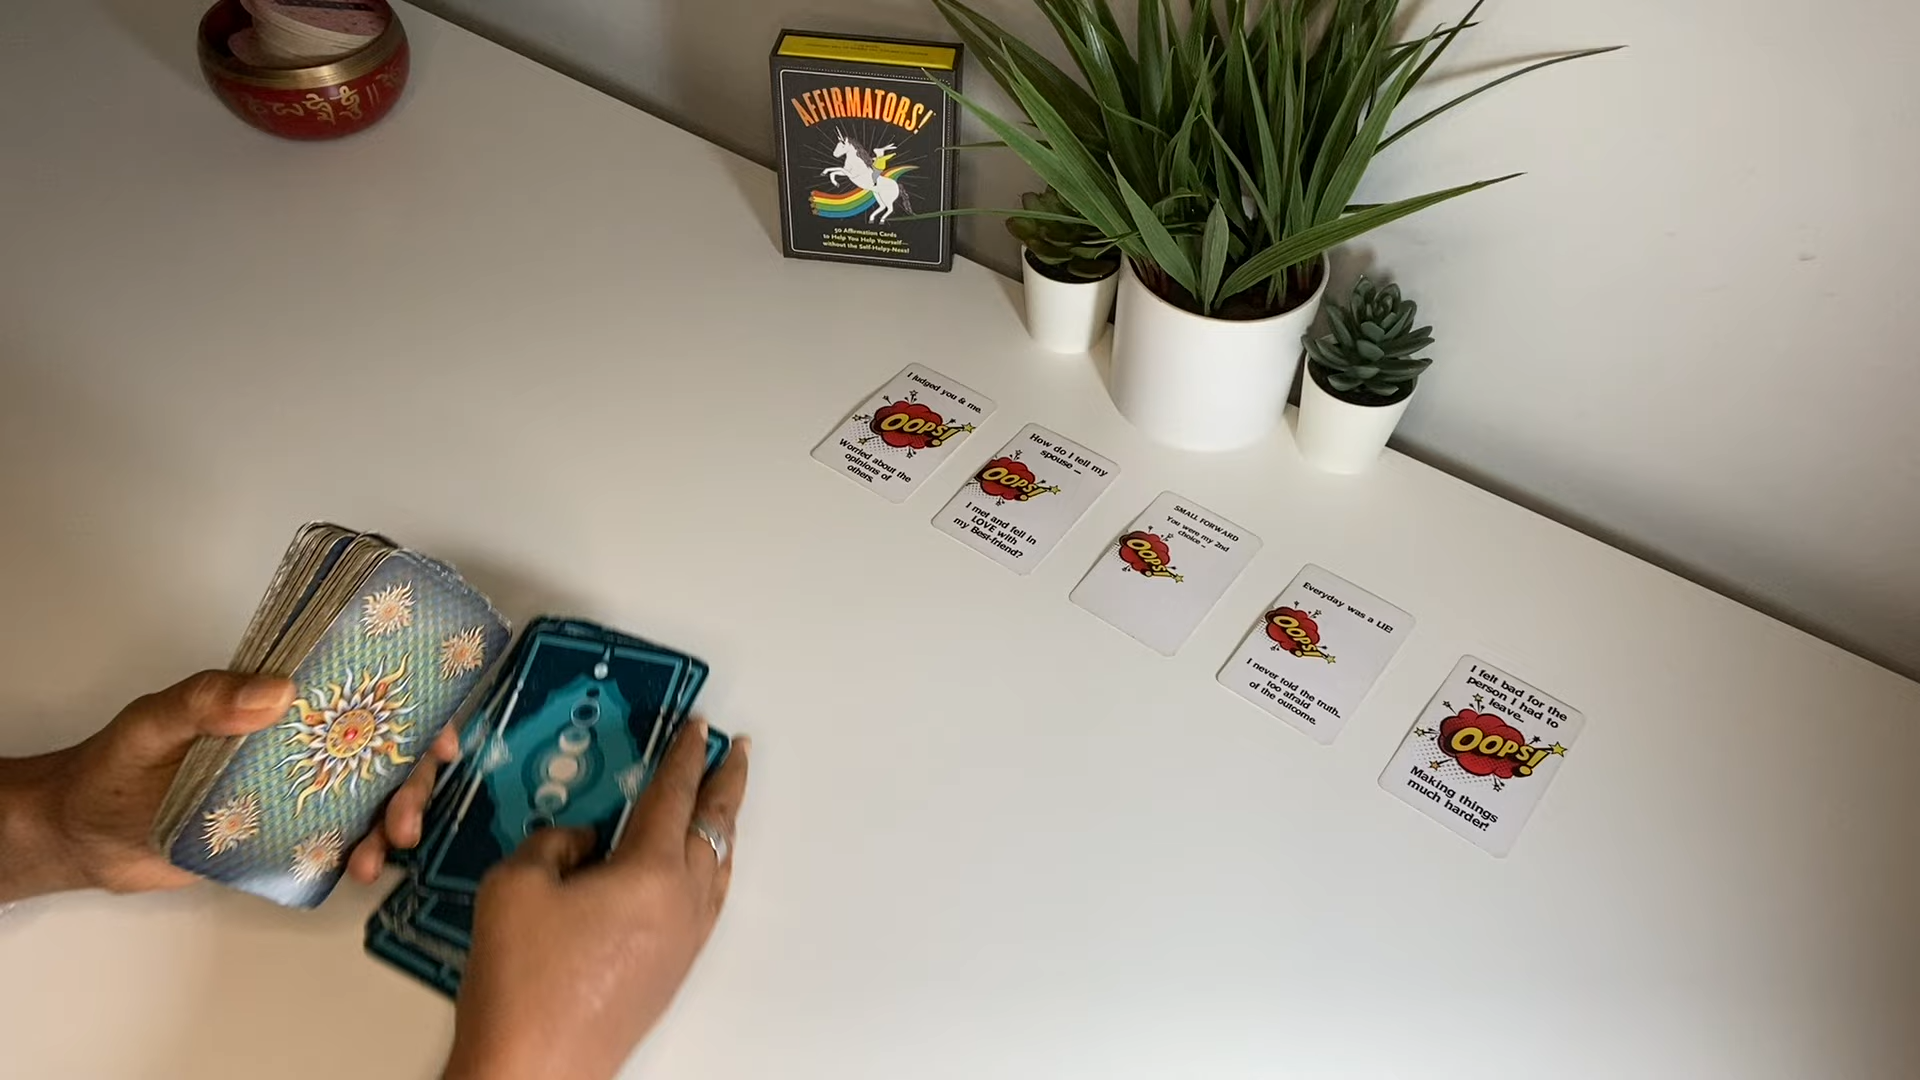 AFFIRMATORS!
50 Affirmation Cards
to Help You Help Yourself—
without the Self-Helpy-Ness!
I judged you & me.
OOPS!
Worried about the
opinions of
others.
How do I tell my
spouse ...
OOPS!
I met and fell in
LOVE with
my Best-friend?
SMALL FORWARD
You were my 2nd
choice ...
OOPS!
Everyday was a LIE!
OOPS!
I never told the truth..
too afraid
of the outcome.
I felt bad for the
person I had to
leave..
OOPS!
Making things
much harder!